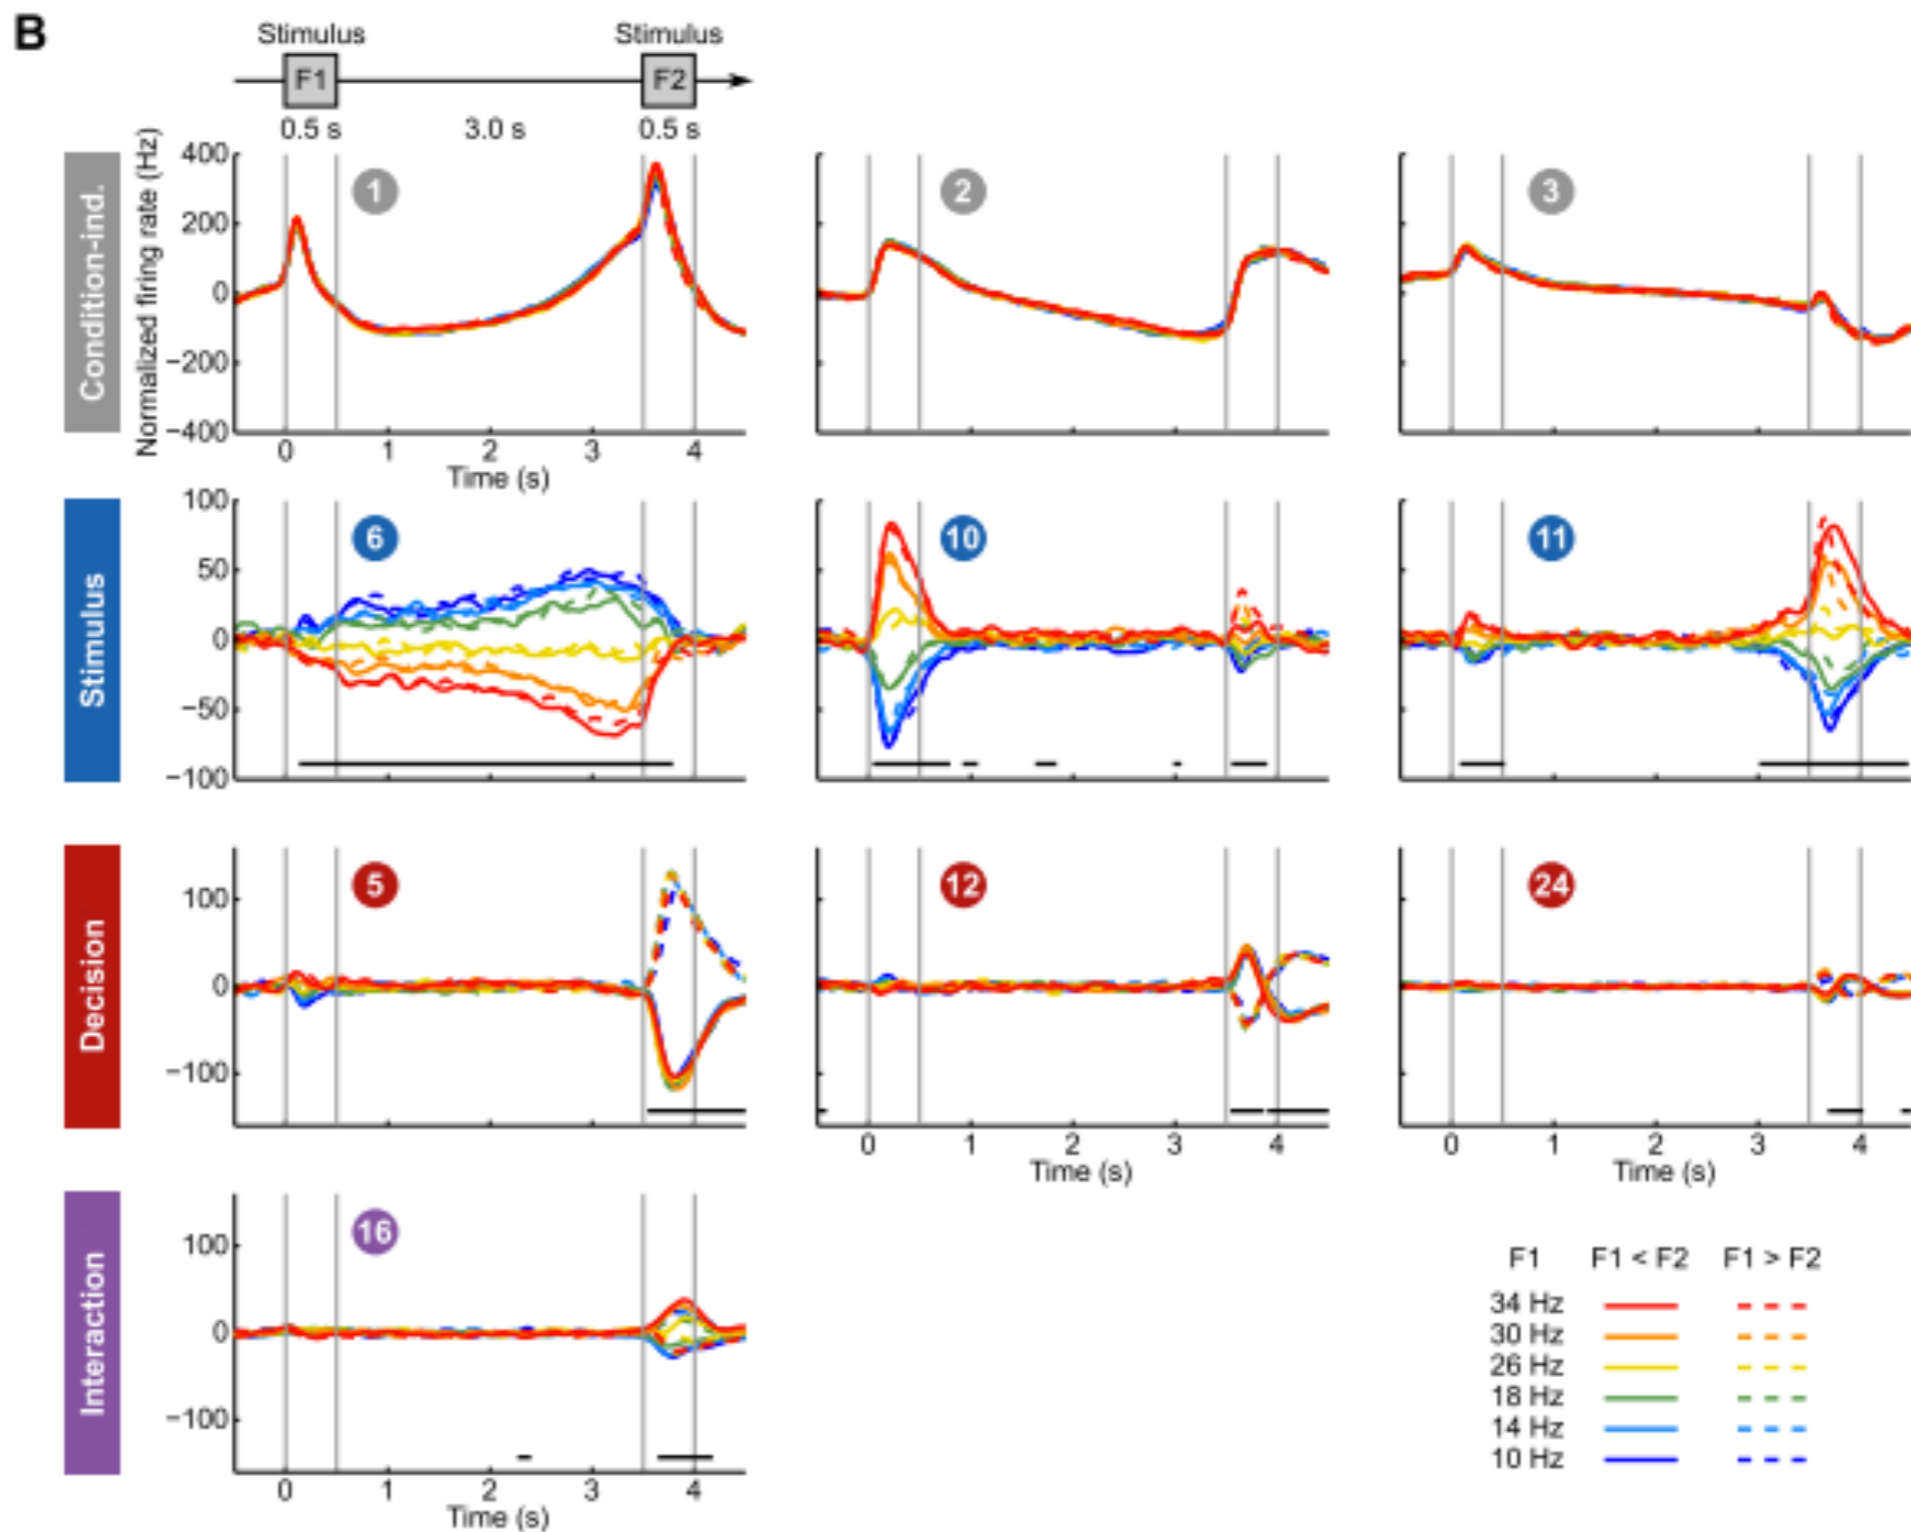 B
Stimulus Stimulus
F1 F2
0.5 s 3.0 s 0.5 s
Condition-ind.
Normalized firing rate (Hz)
400
200
0
−200
−400
1 2 3
0 1 2 3 4
Time (s)
Stimulus
100
50
0
−50
−100
6 10 11
Decision
100
0
−100
5 12 24
0 1 2 3 4
Time (s)
0 1 2 3 4
Time (s)
Interaction
100
0
−100
16
0 1 2 3 4
Time (s)
F1 F1 < F2 F1 > F2
34 Hz
30 Hz
26 Hz
18 Hz
14 Hz
10 Hz